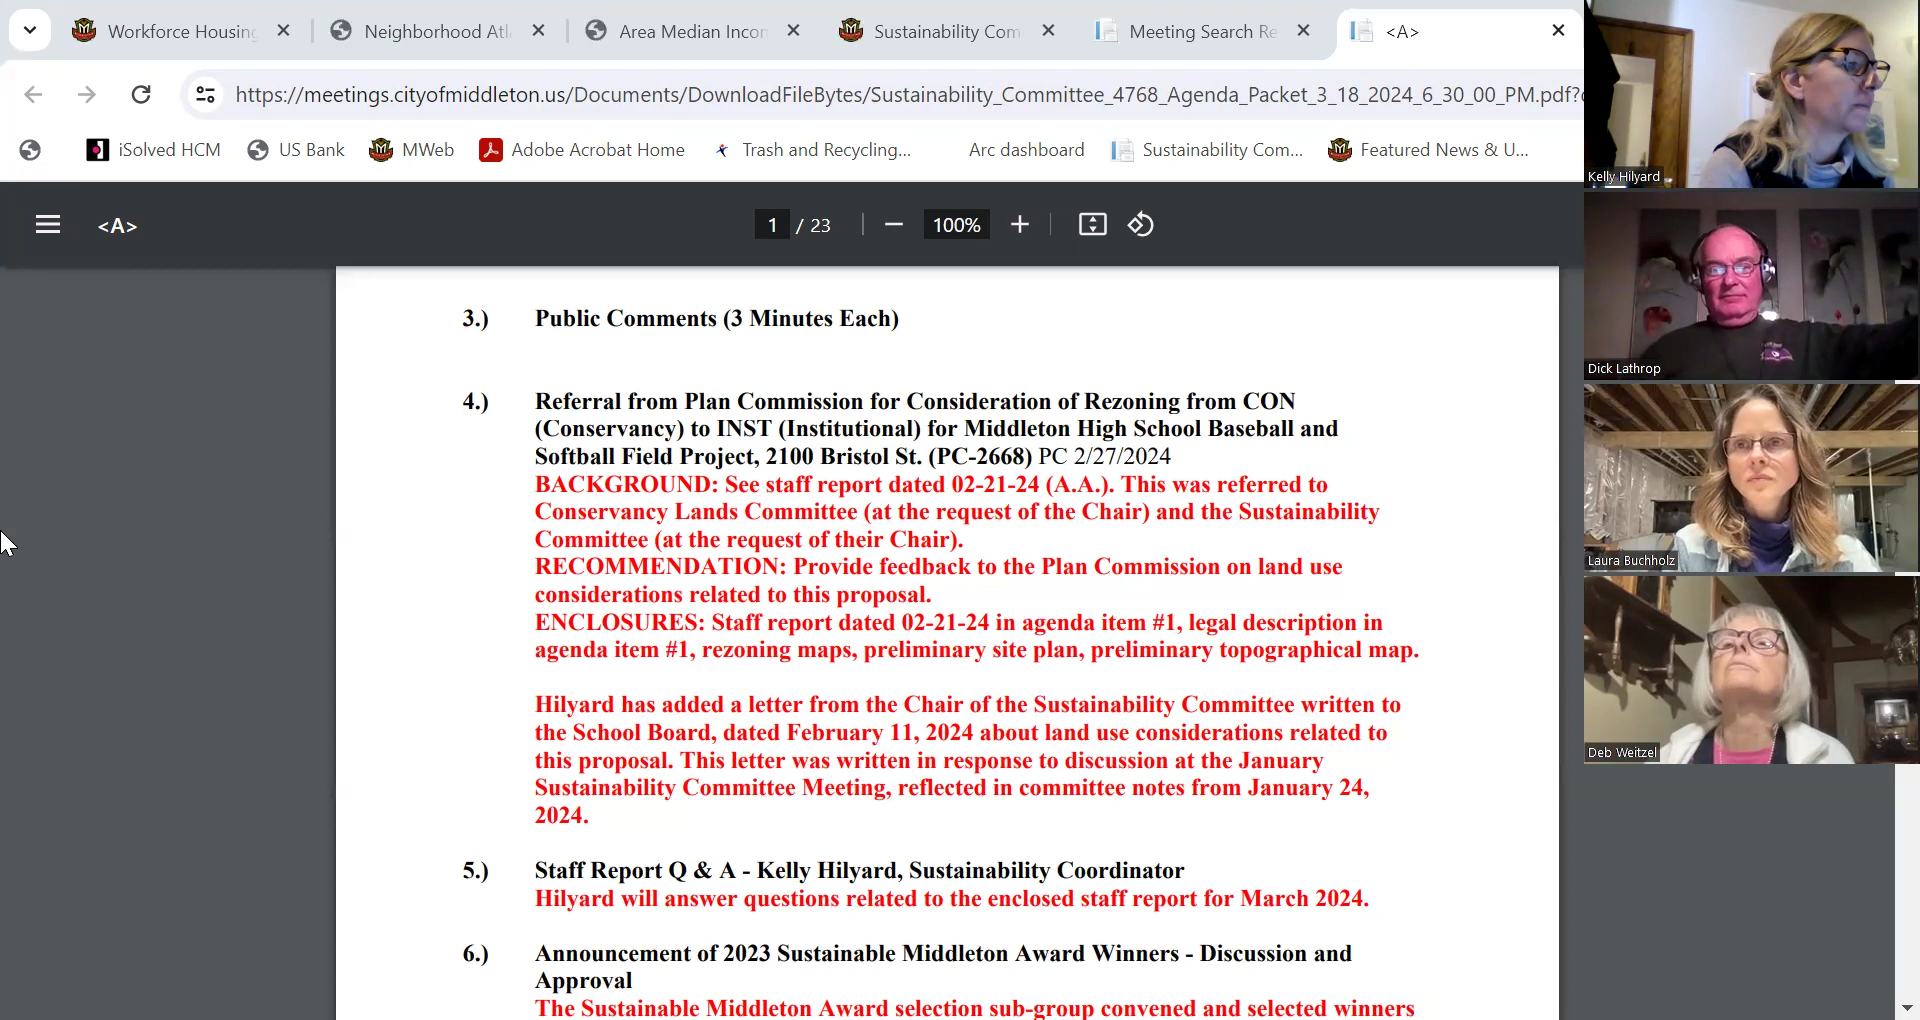 Workforce Housing
Neighborhood Atl
Area Median Incor
Sustainability Com
Meeting Search Re
<A>
https://meetings.cityofmiddleton.us/Documents/DownloadFileBytes/Sustainability_Committee_4768_Agenda_Packet_3_18_2024_6_30_00_PM.pdf?
iSolved HCM
US Bank
MWeb
Adobe Acrobat Home
Trash and Recycling...
Arc dashboard
Sustainability Com...
Featured News & U...
<A>
1 / 23
100%
3.) Public Comments (3 Minutes Each)
4.) Referral from Plan Commission for Consideration of Rezoning from CON
(Conservancy) to INST (Institutional) for Middleton High School Baseball and
Softball Field Project, 2100 Bristol St. (PC-2668) PC 2/27/2024
BACKGROUND: See staff report dated 02-21-24 (A.A.). This was referred to
Conservancy Lands Committee (at the request of the Chair) and the Sustainability
Committee (at the request of their Chair).
RECOMMENDATION: Provide feedback to the Plan Commission on land use
considerations related to this proposal.
ENCLOSURES: Staff report dated 02-21-24 in agenda item #1, legal description in
agenda item #1, rezoning maps, preliminary site plan, preliminary topographical map.
Hilyard has added a letter from the Chair of the Sustainability Committee written to
the School Board, dated February 11, 2024 about land use considerations related to
this proposal. This letter was written in response to discussion at the January
Sustainability Committee Meeting, reflected in committee notes from January 24,
2024.
5.) Staff Report Q & A - Kelly Hilyard, Sustainability Coordinator
Hilyard will answer questions related to the enclosed staff report for March 2024.
6.) Announcement of 2023 Sustainable Middleton Award Winners - Discussion and
Approval
The Sustainable Middleton Award selection sub-group convened and selected winners
Kelly Hilyard
Dick Lathrop
Laura Buchholz
Deb Weitzel